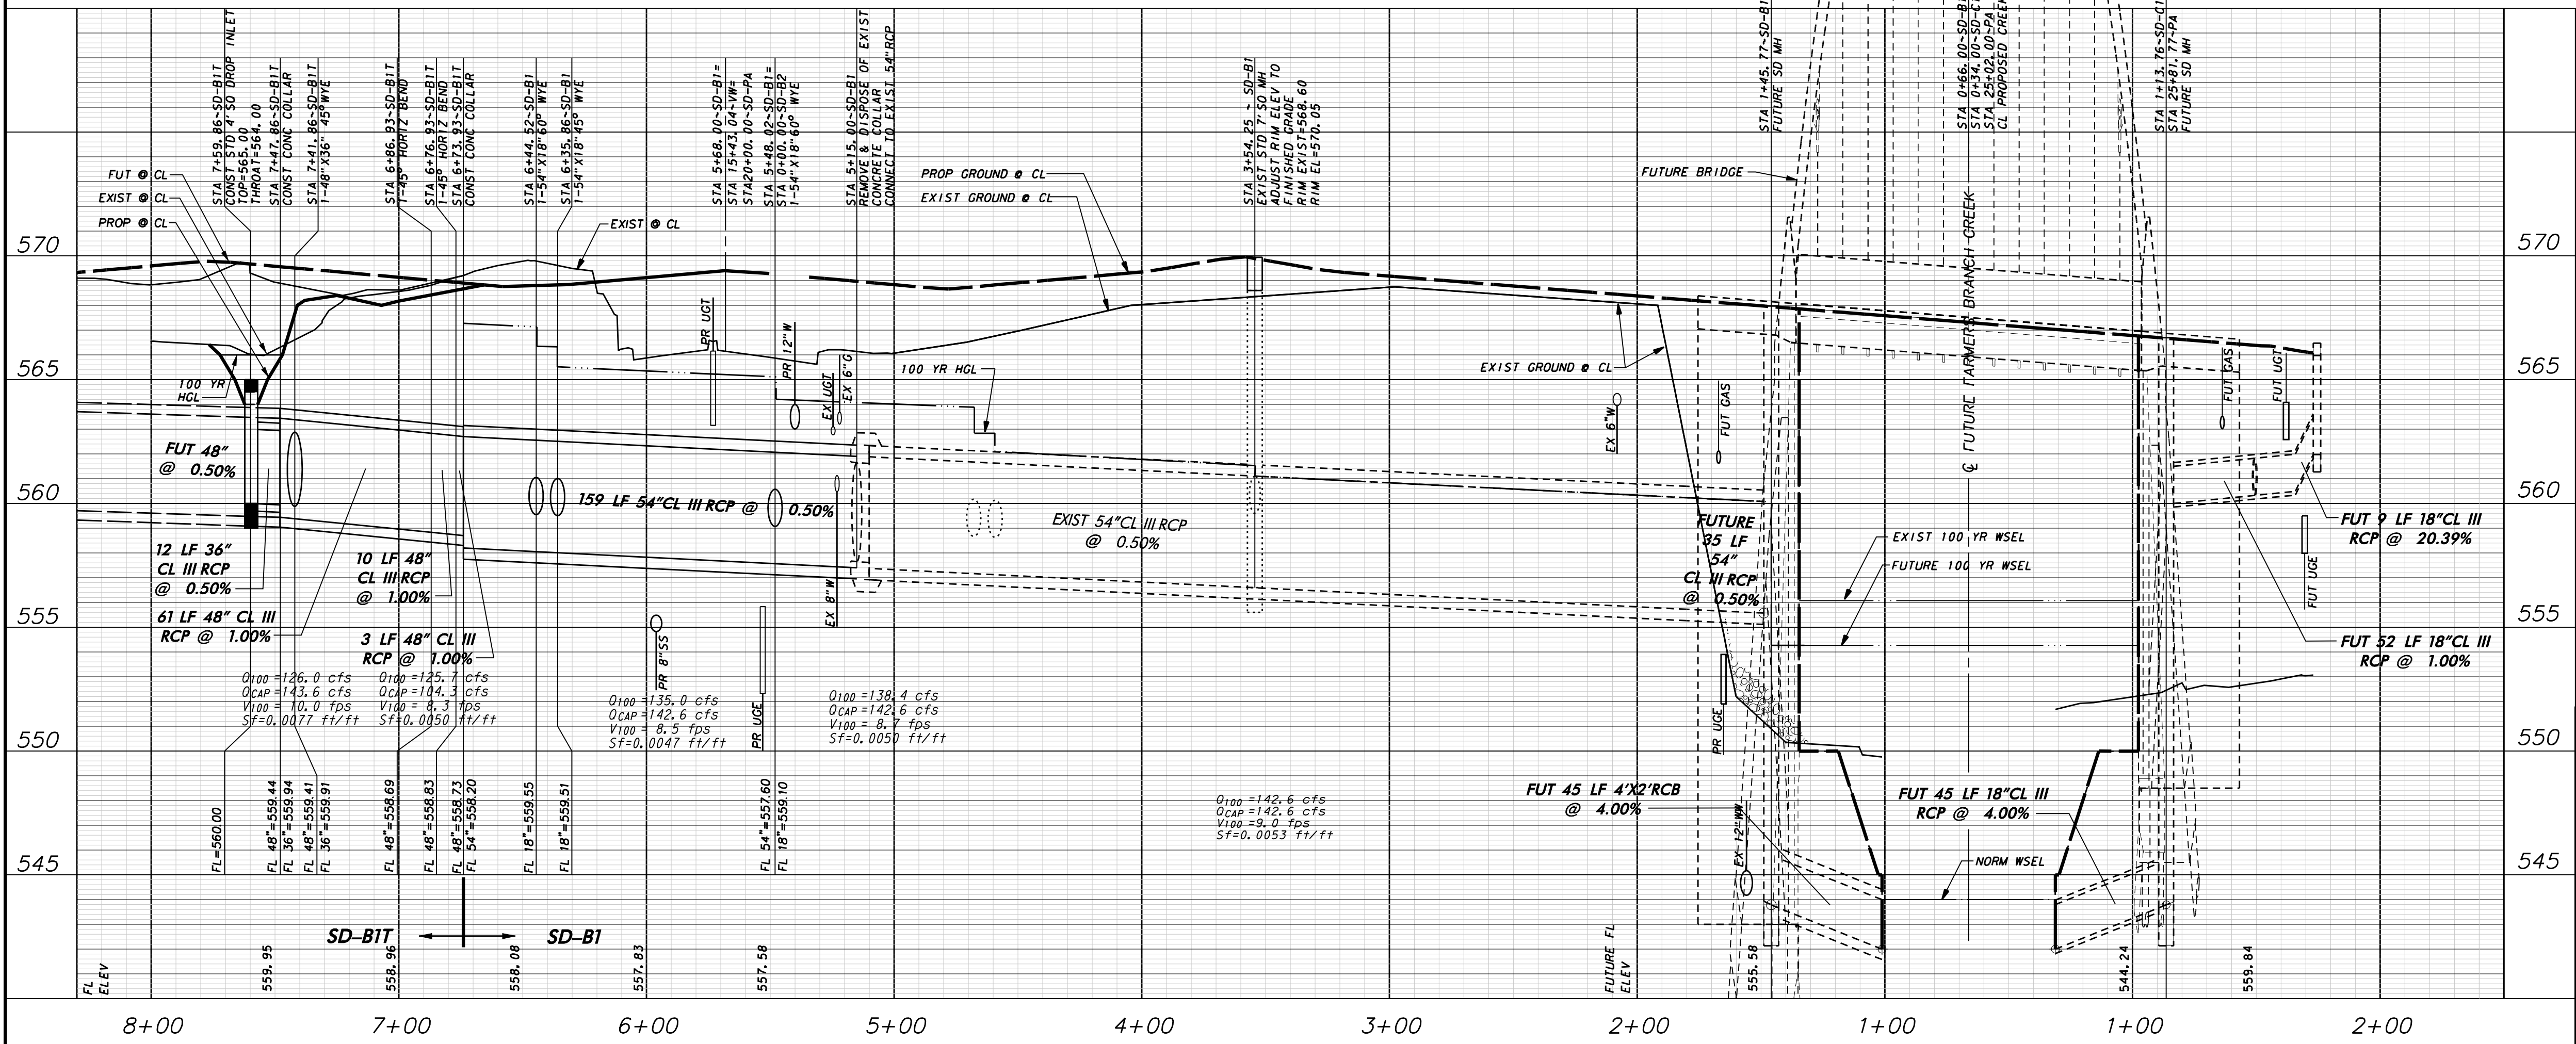 STA 7+59.86~SD-B1T
CONST STD 4' SO DROP INLET
TOP=565.00
THROAT=564.00
STA 7+47.86~SD-B1T
CONST CONC COLLAR
STA 7+41.86~SD-B1T
1-48"X36" 45° WYE
STA 6+86.93~SD-B1T
1-45° HORIZ BEND
STA 6+76.93~SD-B1T
1-45° HORIZ BEND
STA 6+73.93~SD-B1T
CONST CONC COLLAR
STA 6+44.52~SD-B1
1-54"X18"60° WYE
STA 6+35.86~SD-B1
1-54"X18"45° WYE
STA 5+68.00~SD-B1=
STA 15+43.04~VW=
STA20+00.00~SD-PA
STA 5+48.02~SD-B1=
STA 0+00.00~SD-B2
1-54"X18"60° WYE
STA 5+15.00~SD-B1
REMOVE & DISPOSE OF EXIST
CONCRETE COLLAR
CONNECT TO EXIST 54"RCP
STA 3+54.25 ~ SD-B1
EXIST STD 7' SO MH
ADJUST RIM ELEV TO
FINISHED GRADE
RIM EXIST=568.60
RIM EL=570.05
STA 1+45.77~SD-B1
FUTURE SD MH
STA 0+66.00~SD-B1
STA 0+34.00~SD-C1
STA 25+02.00~PA
CL PROPOSED CREEK
STA 1+13.76~SD-C1
STA 25+81.77~PA
FUTURE SD MH
FUT @ CL
EXIST @ CL
PROP @ CL
EXIST @ CL
PROP GROUND @ CL
EXIST GROUND @ CL
FUTURE BRIDGE
℄ FUTURE FARMERS BRANCH CREEK
570
570
565
565
560
560
555
555
550
550
545
545
100 YR
HGL
PR UGT
PR 12"W
EX UGT
EX 6"G
100 YR HGL
EXIST GROUND @ CL
EX 6"W
FUT GAS
FUT GAS
FUT UGT
FUT 48"
@ 0.50%
159 LF 54"CL III RCP @ 0.50%
EXIST 54"CL III RCP
@ 0.50%
FUTURE
35 LF
54"
CL III RCP
@ 0.50%
EXIST 100 YR WSEL
FUTURE 100 YR WSEL
FUT 9 LF 18"CL III
RCP @ 20.39%
FUT UGE
FUT 52 LF 18"CL III
RCP @ 1.00%
12 LF 36"
CL III RCP
@ 0.50%
10 LF 48"
CL III RCP
@ 1.00%
61 LF 48" CL III
RCP @ 1.00%
3 LF 48" CL III
RCP @ 1.00%
EX 8"W
PR 8"SS
PR UGE
PR UGE
Q100 =126.0 cfs
QCAP =143.6 cfs
V100 = 10.0 fps
Sf=0.0077 ft/ft
Q100 =125.7 cfs
QCAP =104.3 cfs
V100 = 8.3 fps
Sf=0.0050 ft/ft
Q100 =135.0 cfs
QCAP =142.6 cfs
V100 = 8.5 fps
Sf=0.0047 ft/ft
Q100 =138.4 cfs
QCAP =142.6 cfs
V100 = 8.7 fps
Sf=0.0050 ft/ft
Q100 =142.6 cfs
QCAP =142.6 cfs
V100 =9.0 fps
Sf=0.0053 ft/ft
FUT 45 LF 4'X2'RCB
@ 4.00%
EX 12"WW
FUT 45 LF 18"CL III
RCP @ 4.00%
NORM WSEL
FL=560.00
FL 48"=559.44
FL 36"=559.94
FL 48"=559.41
FL 36"=559.91
FL 48"=558.69
FL 48"=558.83
FL 48"=558.73
FL 54"=558.20
FL 18"=559.55
FL 18"=559.51
FL 54"=557.60
FL 18"=559.10
SD-B1T
SD-B1
FL
ELEV
559.95
558.96
558.08
557.83
557.58
FUTURE FL
ELEV
555.58
544.24
559.84
8+00
7+00
6+00
5+00
4+00
3+00
2+00
1+00
1+00
2+00